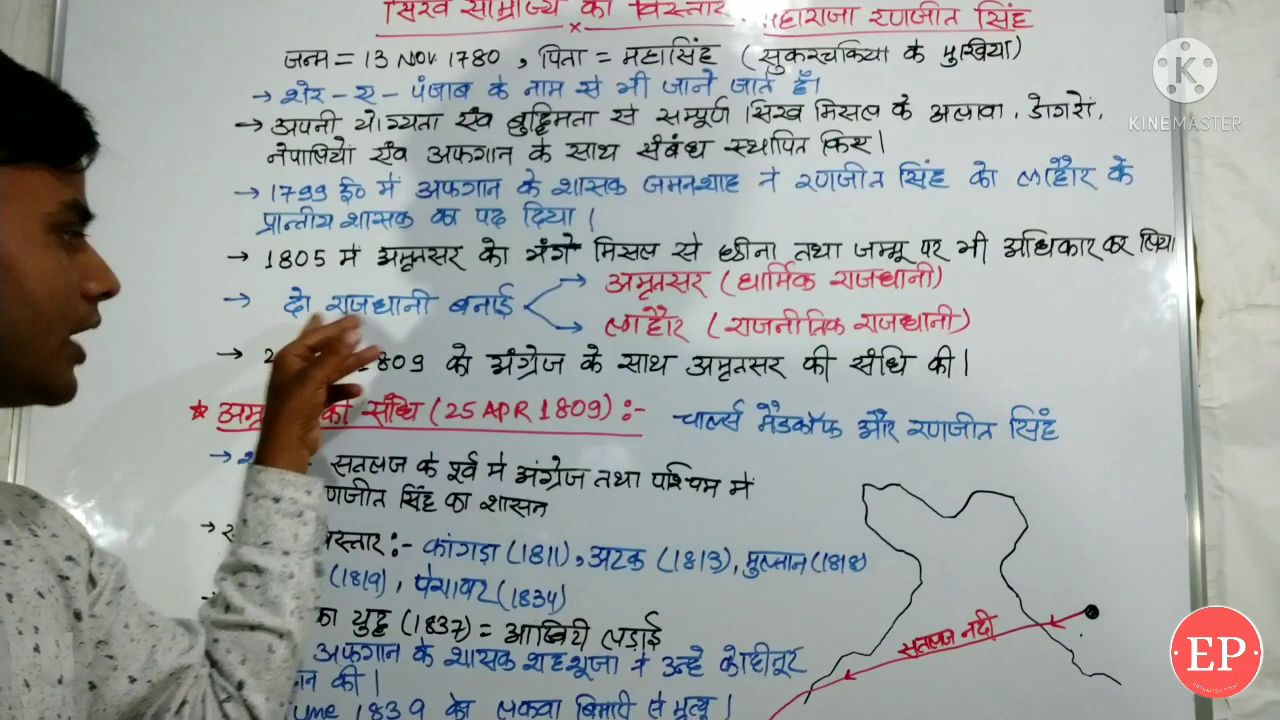 सिख साम्राज्य का विस्तार . महाराजा रणजीत सिंह
जन्म = 13 Nov. 1780 , पिता = महासिंह (सुकरचकिया के मुखिया)
→ शेर - ए - पंजाब के नाम से भी जाने जाते हैं।
→ अपनी योग्यता एंव बुद्धिमता से सम्पूर्ण सिख मिसल के अलावा, डोगरों,
नेपालियो एंव अफगान के साथ संबंध स्थापित किए।
→ 1799 ई० में अफगान के शासक जमनशाह ने रणजीत सिंह को लाहौर के
प्रान्तीय शासक का पद दिया।
→ 1805 में अमृतसर को भंगे मिसल से छीना तथा जम्मू पर भी अधिकार कर लिया
→ दो राजधानी बनाई
→ अमृतसर (धार्मिक राजधानी)
→ लाहौर (राजनीतिक राजधानी)
→ 1809 को अंग्रेज के साथ अमृतसर की संधि की।
* की संधि (25 APR 1809) :-
चार्ल्स मैटकॉफ और रणजीत सिंह
→ सतलज के पूर्व में अंग्रेज तथा पश्चिम में
णजीत सिंह का शासन
→ वस्तार :- कांगड़ा (1811), अटक (1813), मुल्तान (1818)
(1819), पेसावर (1834)
का युद्ध (1837) = आखिरी लड़ाई
अफगान के शासक शाहशूजा ने उन्हे कोहीनूर
की।
1839 को लकवा बिमारी से मृत्यु।
सतलज नदी
KINEMASTER
EP